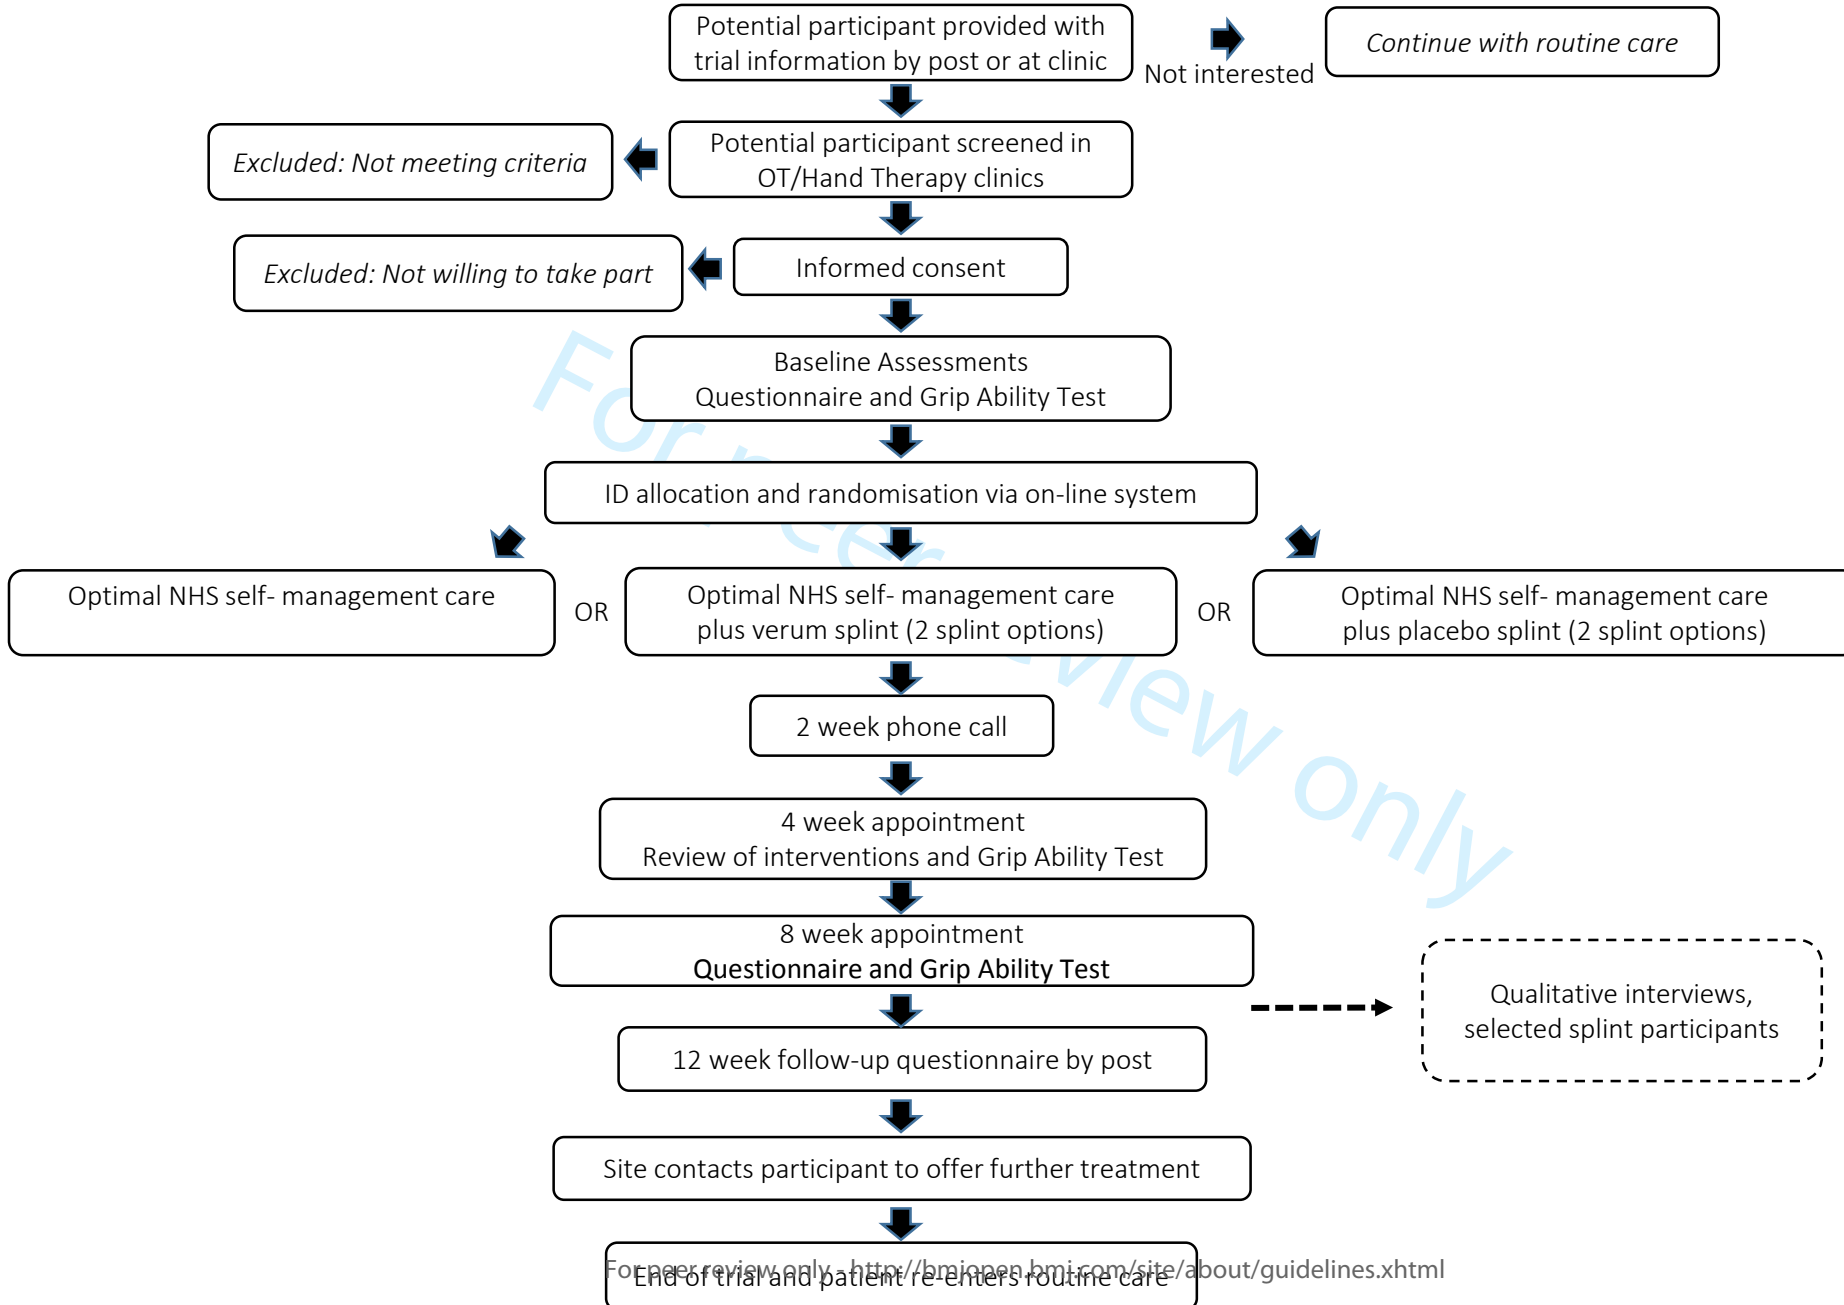 Potential participant provided with
trial information by post or at clinic
Not interested
Continue with routine care
Potential participant screened in
OT/Hand Therapy clinics
Excluded: Not meeting criteria
Informed consent
Excluded: Not willing to take part
Baseline Assessments
Questionnaire and Grip Ability Test
ID allocation and randomisation via on-line system
Optimal NHS self- management care
OR
Optimal NHS self- management care
plus verum splint (2 splint options)
OR
Optimal NHS self- management care
plus placebo splint (2 splint options)
2 week phone call
4 week appointment
Review of interventions and Grip Ability Test
8 week appointment
Questionnaire and Grip Ability Test
Qualitative interviews,
selected splint participants
12 week follow-up questionnaire by post
Site contacts participant to offer further treatment
End of trial and patient re-enters routine care
For peer review only - http://bmjopen.bmj.com/site/about/guidelines.xhtml
For peer review only